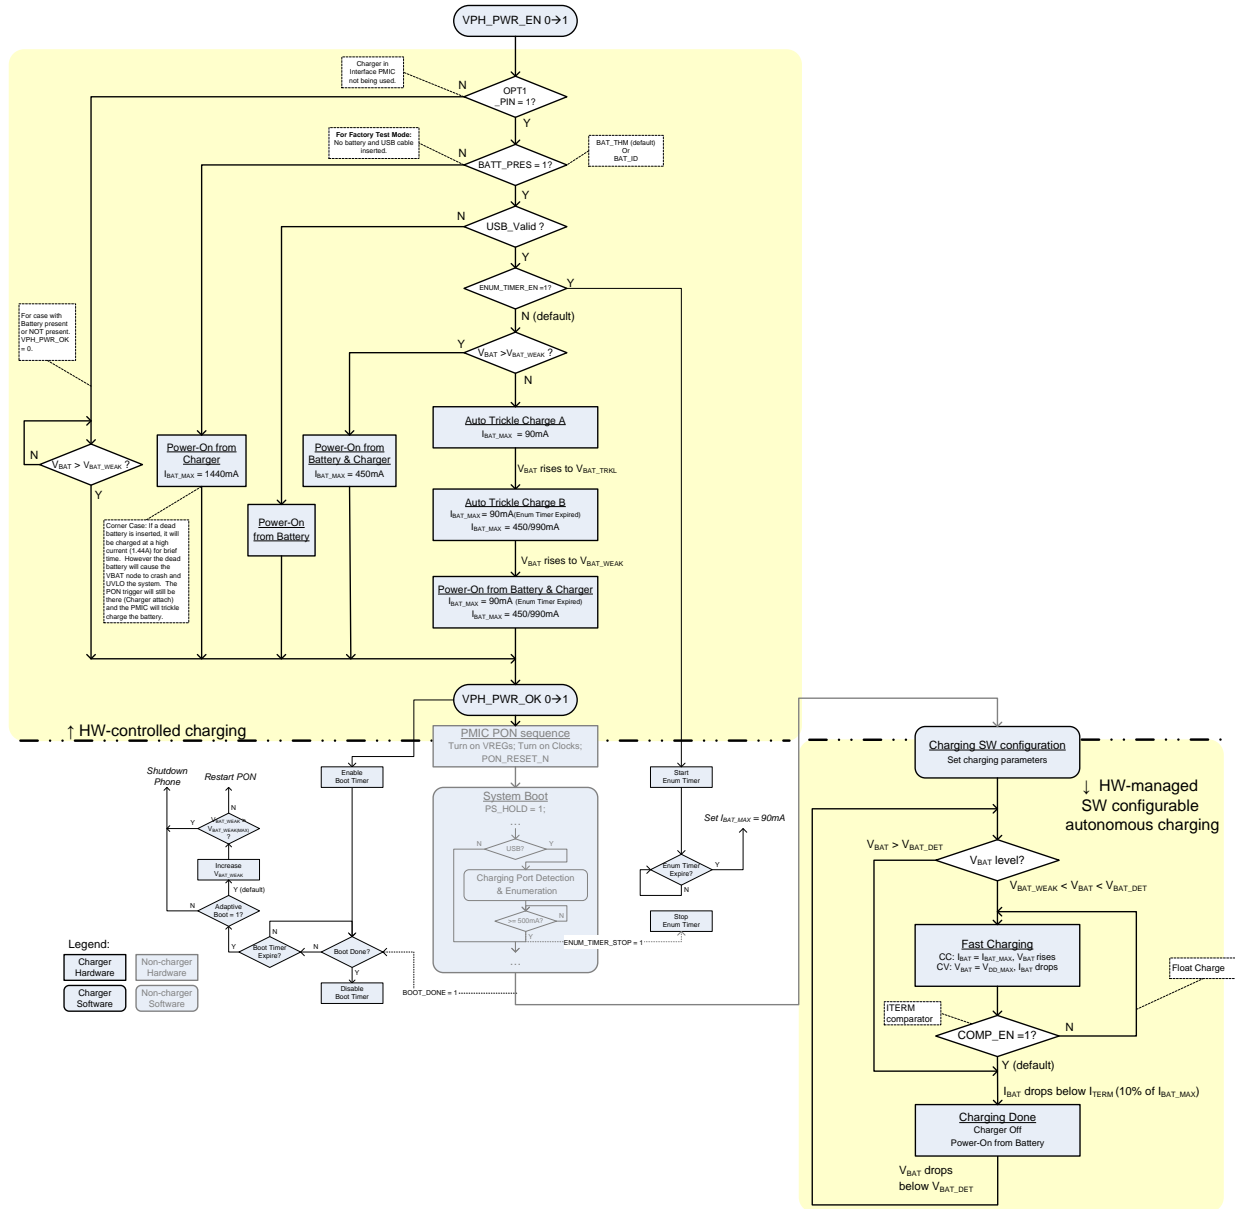 VPH_PWR_EN 0→1
Charger in
Interface PMIC
not being used.
N
OPT1
_PIN = 1?
Y
For Factory Test Mode:
No battery and USB cable
inserted.
N
BATT_PRES = 1?
BAT_THM (default)
Or
BAT_ID
Y
N
USB_Valid ?
Y
ENUM_TIMER_EN =1?
Y
N (default)
For case with
Battery present
or NOT present.
VPH_PWR_OK
= 0.
Y
VBAT >VBAT_WEAK ?
N
Auto Trickle Charge A
IBAT_MAX = 90mA
N
VBAT > VBAT_WEAK ?
Y
Power-On from
Charger
IBAT_MAX = 1440mA
Power-On from
Battery & Charger
IBAT_MAX = 450mA
VBAT rises to VBAT_TRKL
Auto Trickle Charge B
IBAT_MAX = 90mA(Enum Timer Expired)
IBAT_MAX = 450/990mA
Corner Case: If a dead
battery is inserted, it will
be charged at a high
current (1.44A) for brief
time. However the dead
battery will cause the
VBAT node to crash and
UVLO the system. The
PON trigger will still be
there (Charger attach)
and the PMIC will trickle
charge the battery.
Power-On
from Battery
VBAT rises to VBAT_WEAK
Power-On from Battery & Charger
IBAT_MAX = 90mA (Enum Timer Expired)
IBAT_MAX = 450/990mA
VPH_PWR_OK 0→1
↑ HW-controlled charging
PMIC PON sequence
Turn on VREGs; Turn on Clocks;
PON_RESET_N
Charging SW configuration
Set charging parameters
↓ HW-managed
SW configurable
autonomous charging
Shutdown
Phone
Restart PON
Enable
Boot Timer
Start
Enum Timer
System Boot
PS_HOLD = 1;
...
N
USB?
Y
Charging Port Detection
& Enumeration
>= 500mA?
N
Y
...
N
Y
VBAT_WEAK =
VBAT_WEAK(MAX)
?
Increase
VBAT_WEAK
Y (default)
N
Adaptive
Boot = 1?
N
Y
Boot Timer
Expire?
N
Boot Done?
Y
Disable
Boot Timer
BOOT_DONE = 1
Set IBAT_MAX = 90mA
Enum Timer
Expire?
Y
N
Stop
Enum Timer
ENUM_TIMER_STOP = 1
VBAT > VBAT_DET
VBAT level?
VBAT_WEAK < VBAT < VBAT_DET
Fast Charging
CC: IBAT = IBAT_MAX, VBAT rises
CV: VBAT = VDD_MAX, IBAT drops
Float Charge
ITERM
comparator
COMP_EN =1?
N
Y (default)
IBAT drops below ITERM (10% of IBAT_MAX)
Charging Done
Charger Off
Power-On from Battery
VBAT drops
below VBAT_DET
Legend:
Charger
Hardware
Non-charger
Hardware
Charger
Software
Non-charger
Software